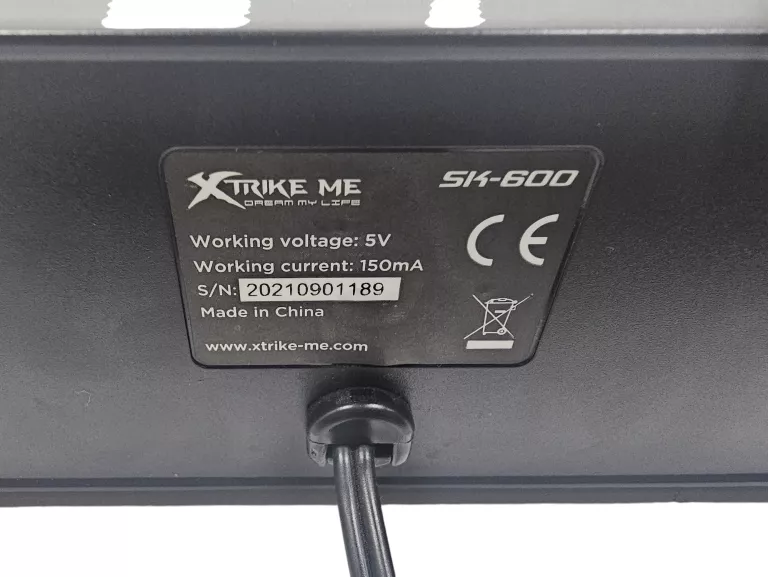 XTRIKE ME
DREAM MY LIFE
SK-600
CE
Working voltage: 5V
Working current: 150mA
S/N: 20210901189
Made in China
www.xtrike-me.com